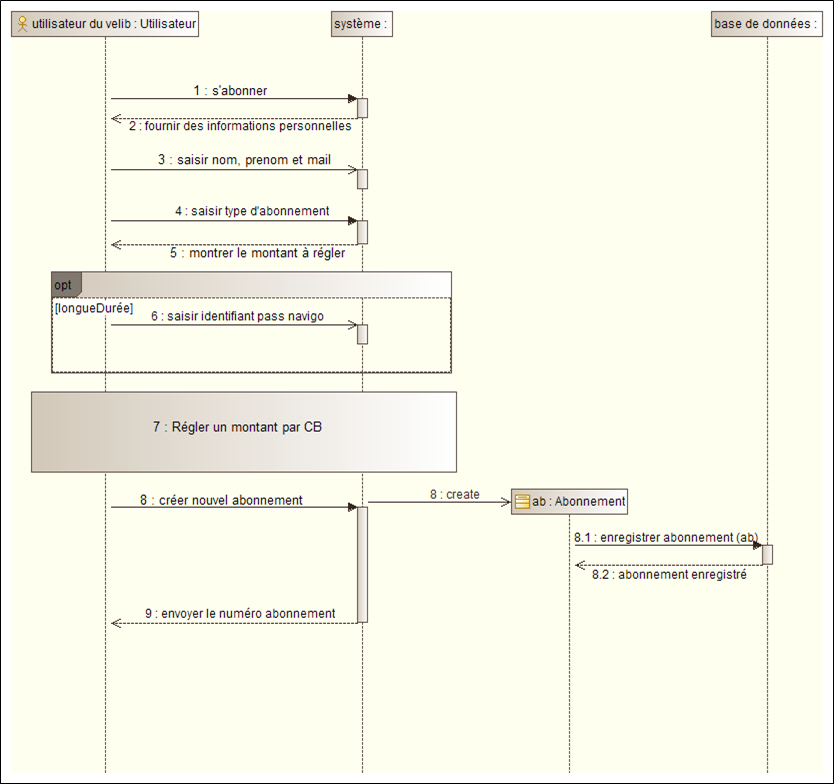 utilisateur du velib : Utilisateur
système :
base de données :
1 : s'abonner
2 : fournir des informations personnelles
3 : saisir nom, prenom et mail
4 : saisir type d'abonnement
5 : montrer le montant à régler
opt
[longueDurée]
6 : saisir identifiant pass navigo
7 : Régler un montant par CB
8 : créer nouvel abonnement
8 : create
ab : Abonnement
8.1 : enregistrer abonnement (ab)
8.2 : abonnement enregistré
9 : envoyer le numéro abonnement